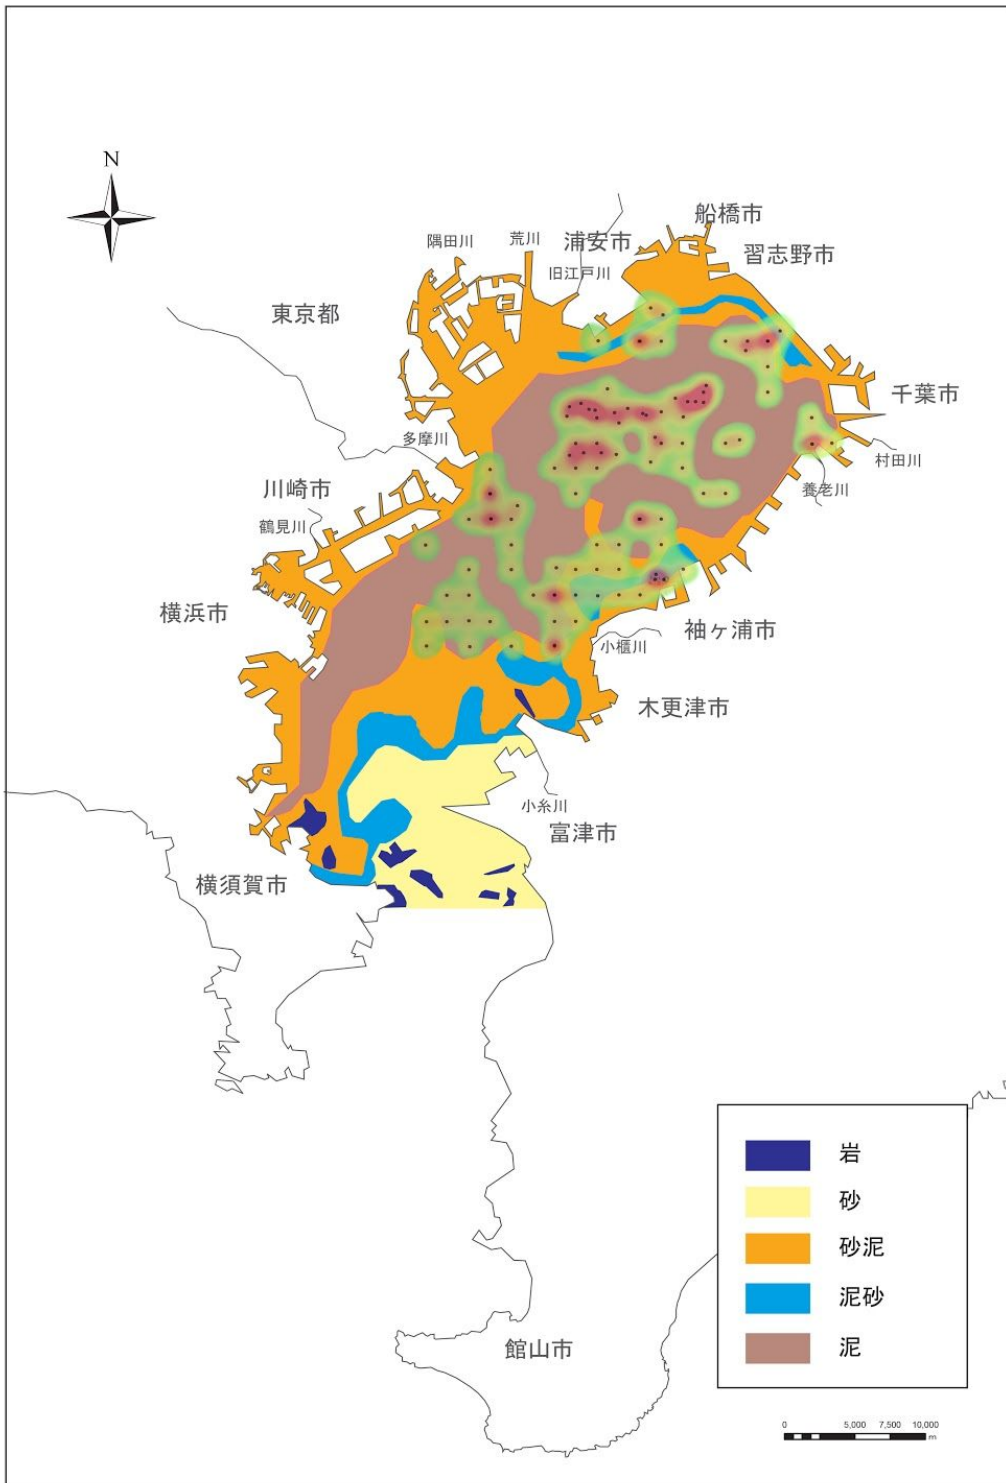 N
船橋市
隅田川
荒川
浦安市
習志野市
旧江戸川
東京都
千葉市
多摩川
村田川
川崎市
養老川
鶴見川
横浜市
袖ヶ浦市
小櫃川
木更津市
小糸川
富津市
横須賀市
岩
砂
砂泥
泥砂
泥
館山市
0 5,000 7,500 10,000
m